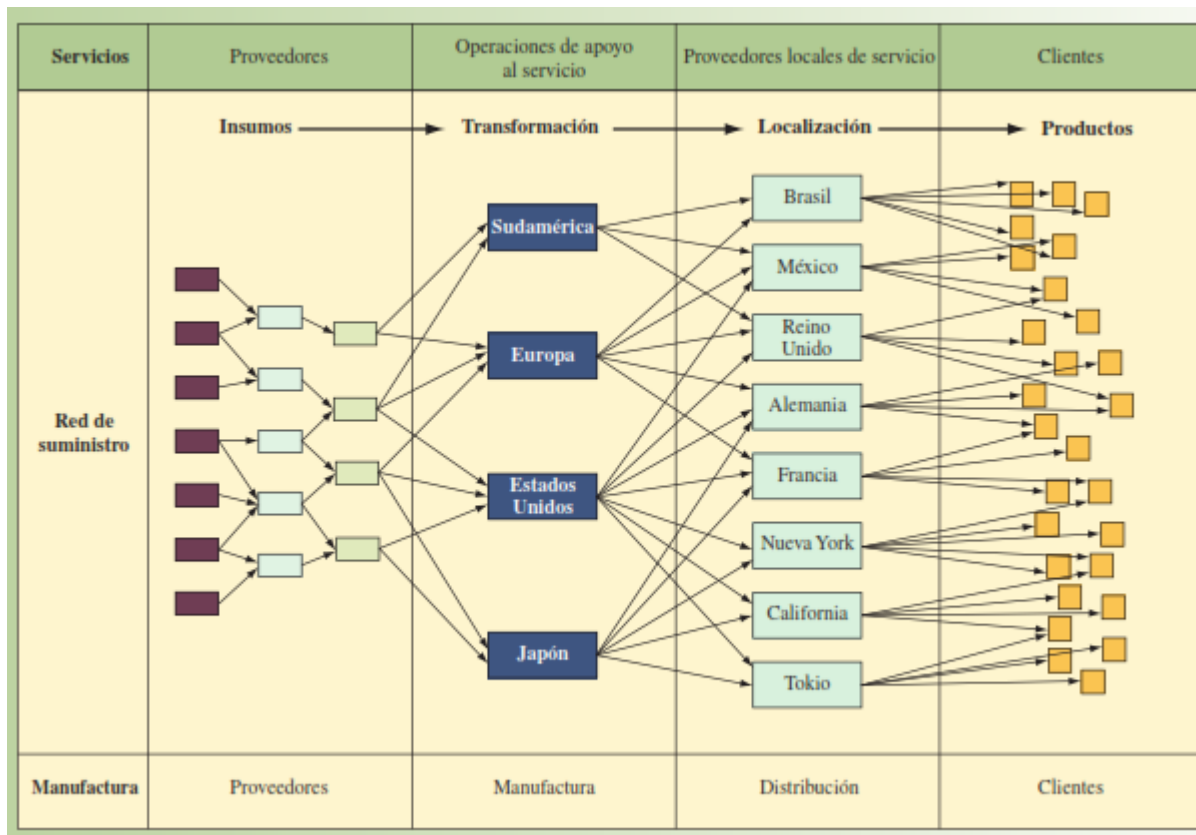 Servicios
Proveedores
Operaciones de apoyo
al servicio
Proveedores locales de servicio
Clientes
Insumos
Transformación
Localización
Productos
Red de
suministro
Sudamérica
Europa
Estados
Unidos
Japón
Brasil
México
Reino
Unido
Alemania
Francia
Nueva York
California
Tokio
Manufactura
Proveedores
Manufactura
Distribución
Clientes